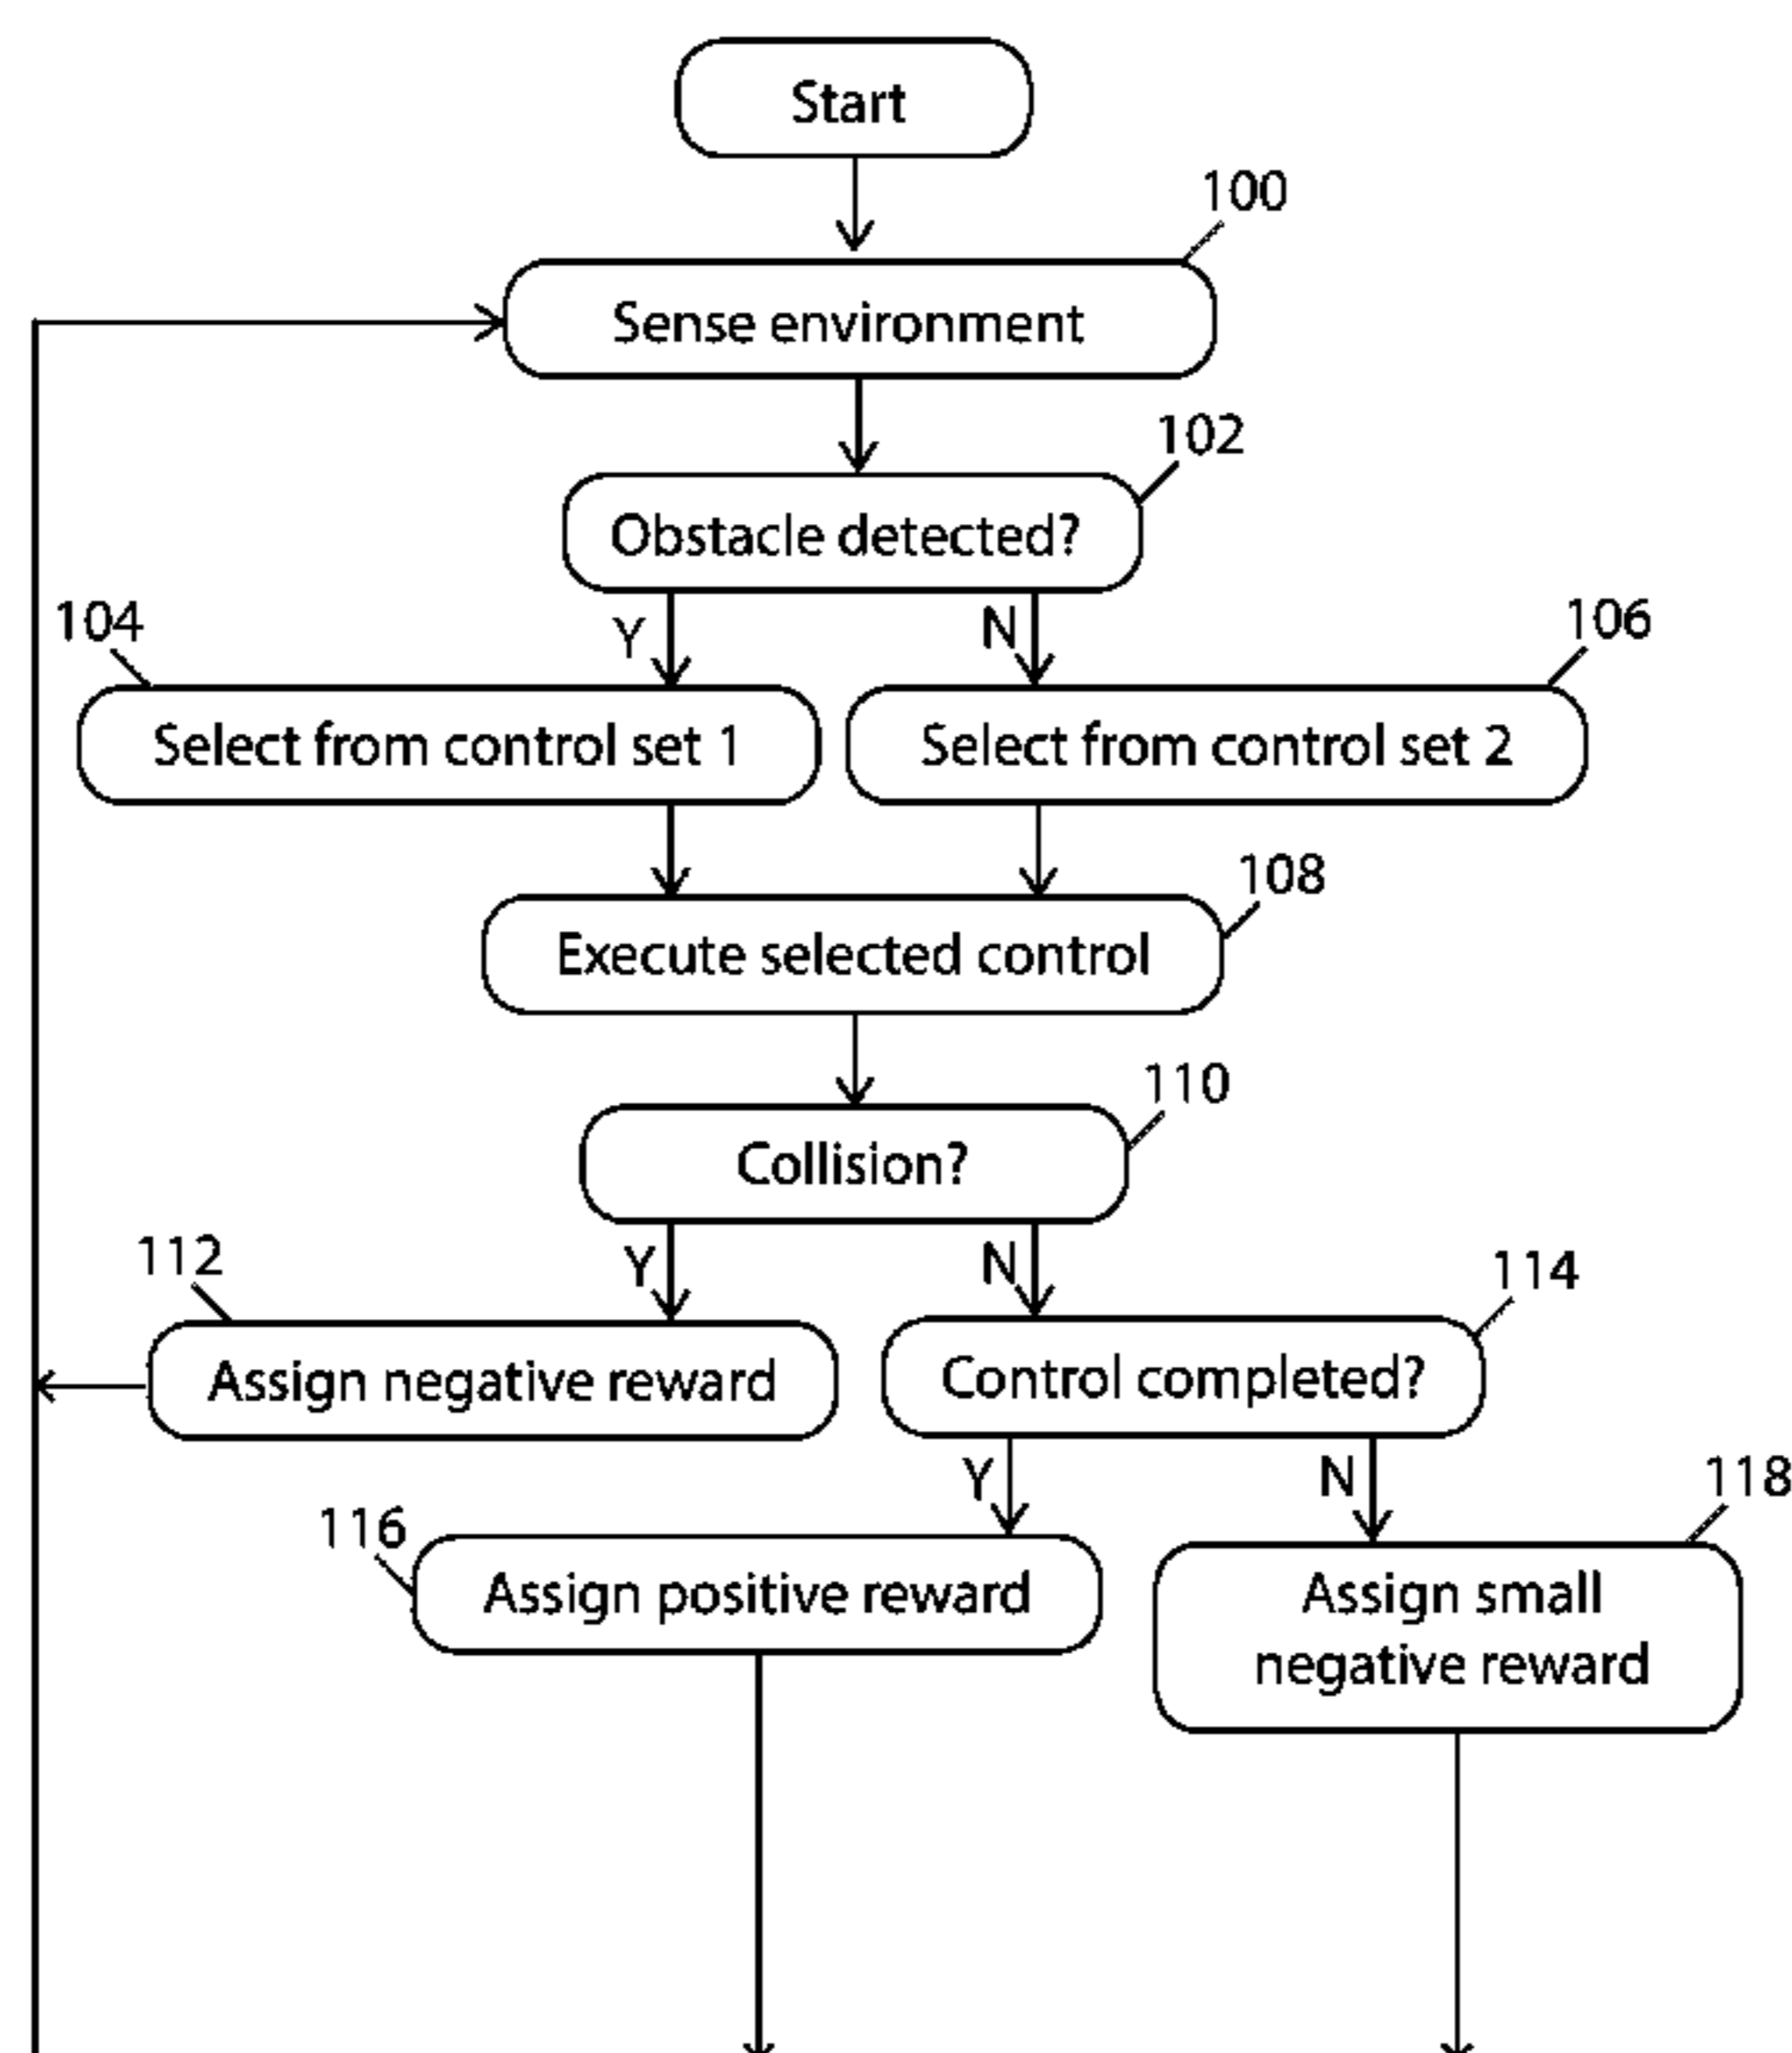 Start
100
Sense environment
102
Obstacle detected?
104
Y
N
106
Select from control set 1
Select from control set 2
108
Execute selected control
110
Collision?
112
Y
N
114
Assign negative reward
Control completed?
116
Y
N
118
Assign positive reward
Assign small
negative reward